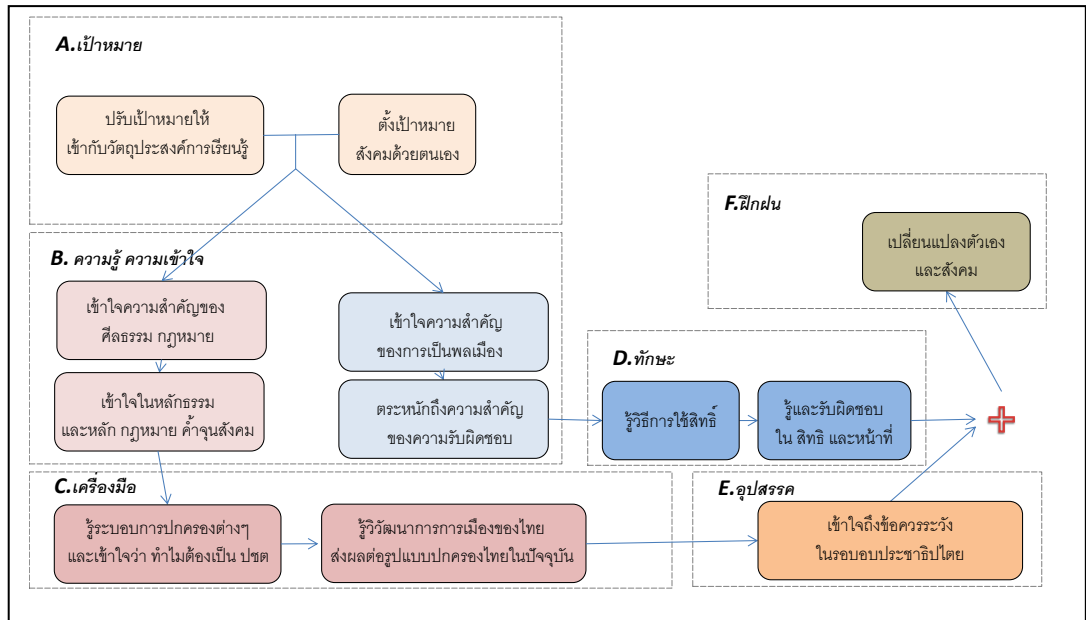 A.เป้าหมาย
ปรับเป้าหมายให้
เข้ากับวัตถุประสงค์การเรียนรู้
ตั้งเป้าหมาย
สังคมด้วยตนเอง
B. ความรู้ ความเข้าใจ
เข้าใจความสำคัญของ
ศีลธรรม กฎหมาย
เข้าใจในหลักธรรม
และหลัก กฎหมาย ค้ำจุนสังคม
เข้าใจความสำคัญ
ของการเป็นพลเมือง
ตระหนักถึงความสำคัญ
ของความรับผิดชอบ
C.เครื่องมือ
รู้ระบอบการปกครองต่างๆ
และเข้าใจว่า ทำไมต้องเป็น ปชต
รู้วิวัฒนาการการเมืองของไทย
ส่งผลต่อรูปแบบปกครองไทยในปัจจุบัน
D.ทักษะ
รู้วิธีการใช้สิทธิ์
รู้และรับผิดชอบ
ใน สิทธิ และหน้าที่
E.อุปสรรค
เข้าใจถึงข้อควรระวัง
ในรอบอบประชาธิปไตย
F.ฝึกฝน
เปลี่ยนแปลงตัวเอง
และสังคม